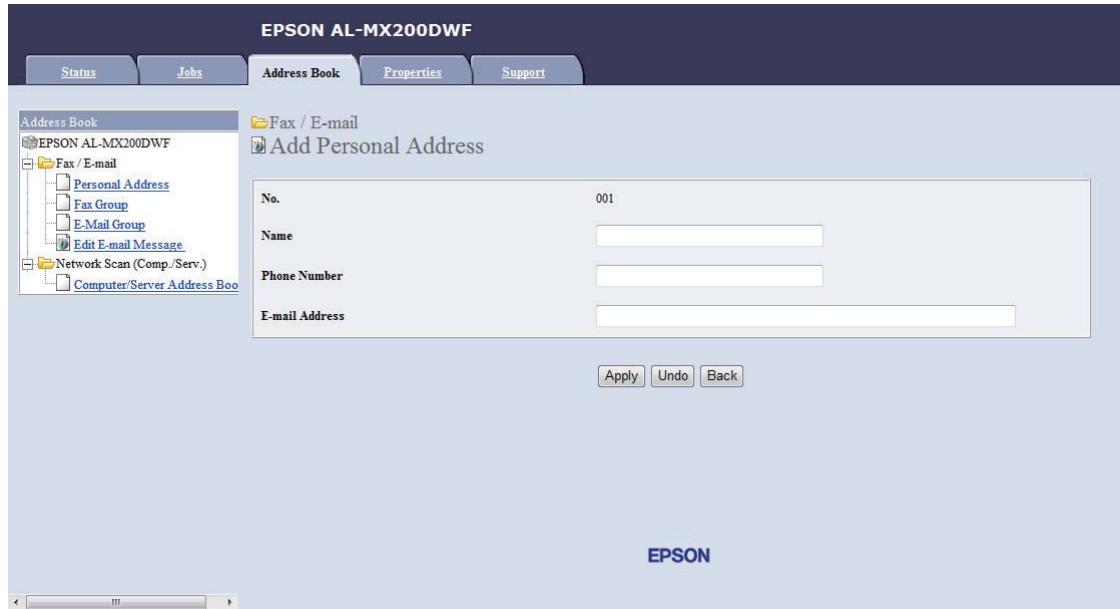 EPSON AL-MX200DWF
Status Jobs Address Book Properties Support
Address Book
EPSON AL-MX200DWF
Fax / E-mail
Personal Address
Fax Group
E-Mail Group
Edit E-mail Message
Network Scan (Comp./Serv.)
Computer/Server Address Boo
Fax / E-mail
Add Personal Address
No. 001
Name
Phone Number
E-mail Address
Apply Undo Back
EPSON